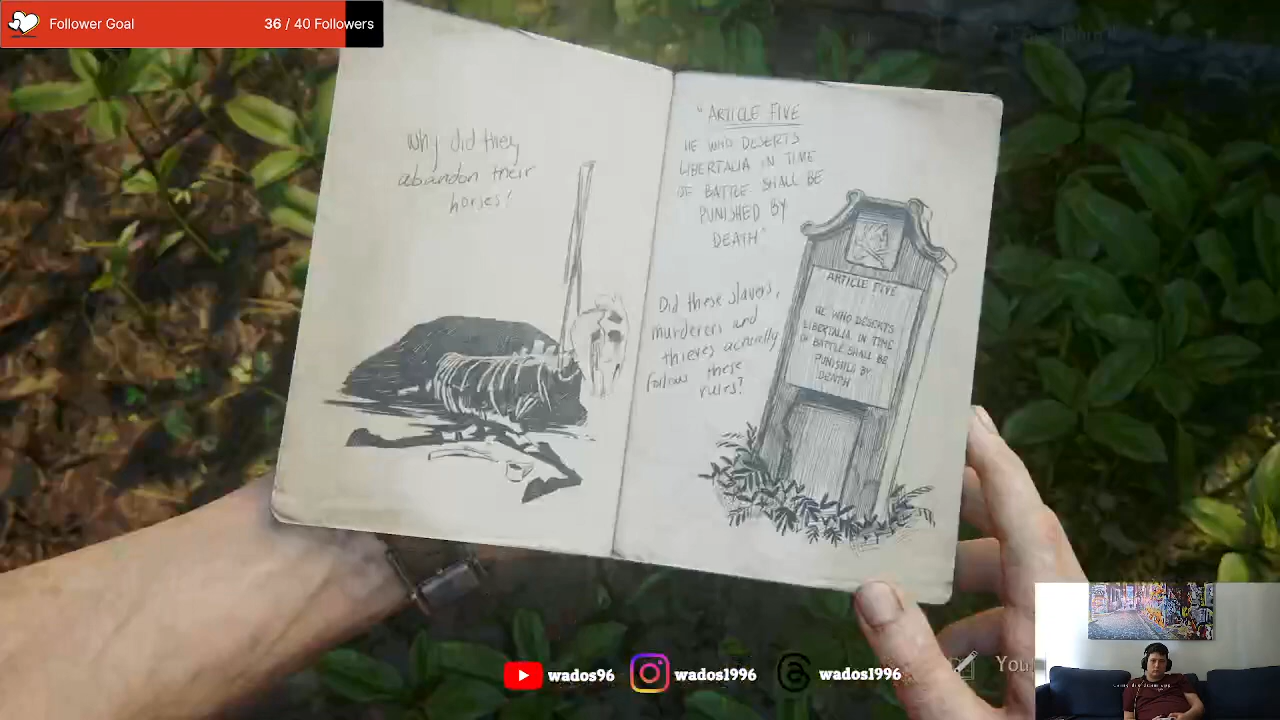 Follower Goal
36 / 40 Followers
why did they
abandon their
horses?
"ARTICLE FIVE
HE WHO DESERTS
LIBERTALIA IN TIME
OF BATTLE SHALL BE
PUNISHED BY
DEATH"
Did these slavers,
murderers and
thieves actually
follow these
rules?
ARTICLE FIVE
HE WHO DESERTS
LIBERTALIA IN TIME
OF BATTLE SHALL BE
PUNISHED BY
DEATH
wados96
wados1996
wados1996
You